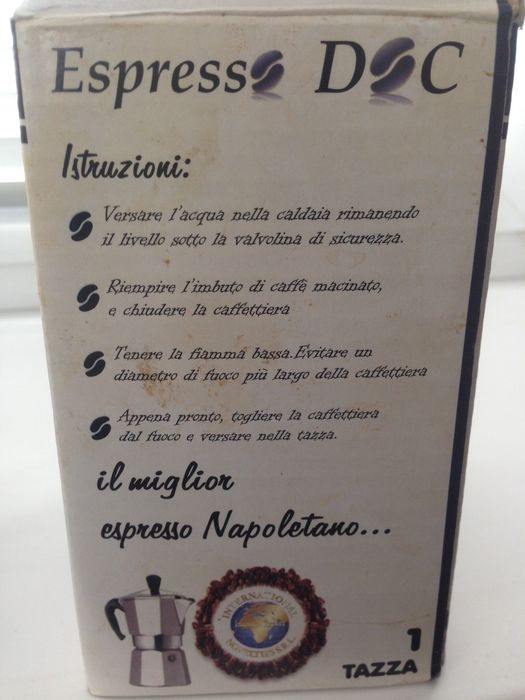 Espresso DOC
Istruzioni:
Versare l'acqua nella caldaia rimanendo
il livello sotto la valvolina di sicurezza.
Riempire l'imbuto di caffè macinato,
e chiudere la caffettiera
Tenere la fiamma bassa.Evitare un
diametro di fuoco più largo della caffettiera
Appena pronto, togliere la caffettiera
dal fuoco e versare nella tazza.
il miglior
espresso Napoletano...
INTERNATIONAL
NOVELTIES S.R.L.
1
TAZZA